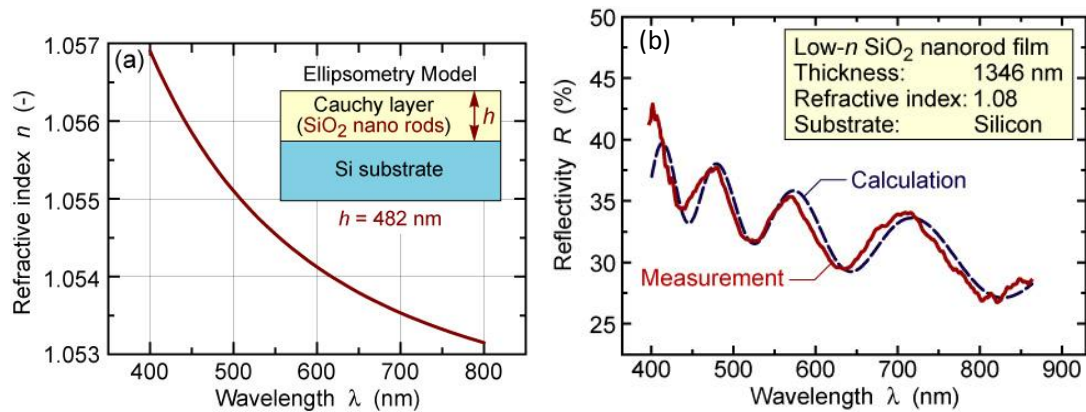 (a)
Refractive index n (-)
1.057
1.056
1.055
1.054
1.053
Ellipsometry Model
Cauchy layer
(SiO₂ nano rods)
h
Si substrate
h = 482 nm
400 500 600 700 800
Wavelength λ (nm)
(b)
Reflectivity R (%)
50
45
40
35
30
25
Low-n SiO₂ nanorod film
Thickness: 1346 nm
Refractive index: 1.08
Substrate: Silicon
Calculation
Measurement
400 500 600 700 800 900
Wavelength λ (nm)